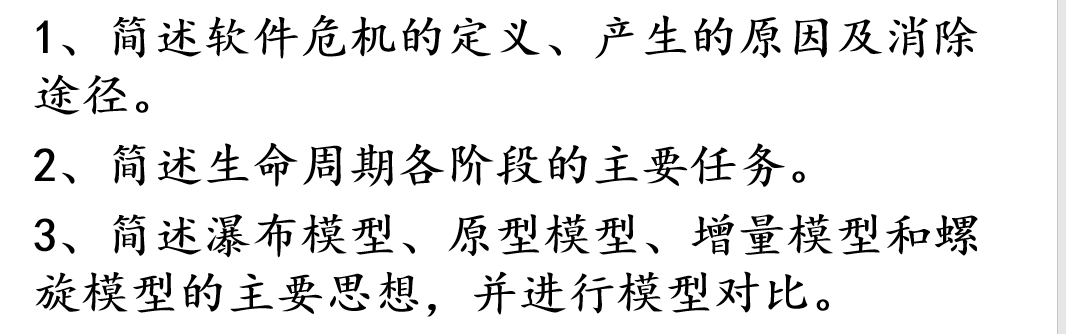 1、简述软件危机的定义、产生的原因及消除
途径。
2、简述生命周期各阶段的主要任务。
3、简述瀑布模型、原型模型、增量模型和螺
旋模型的主要思想，并进行模型对比。